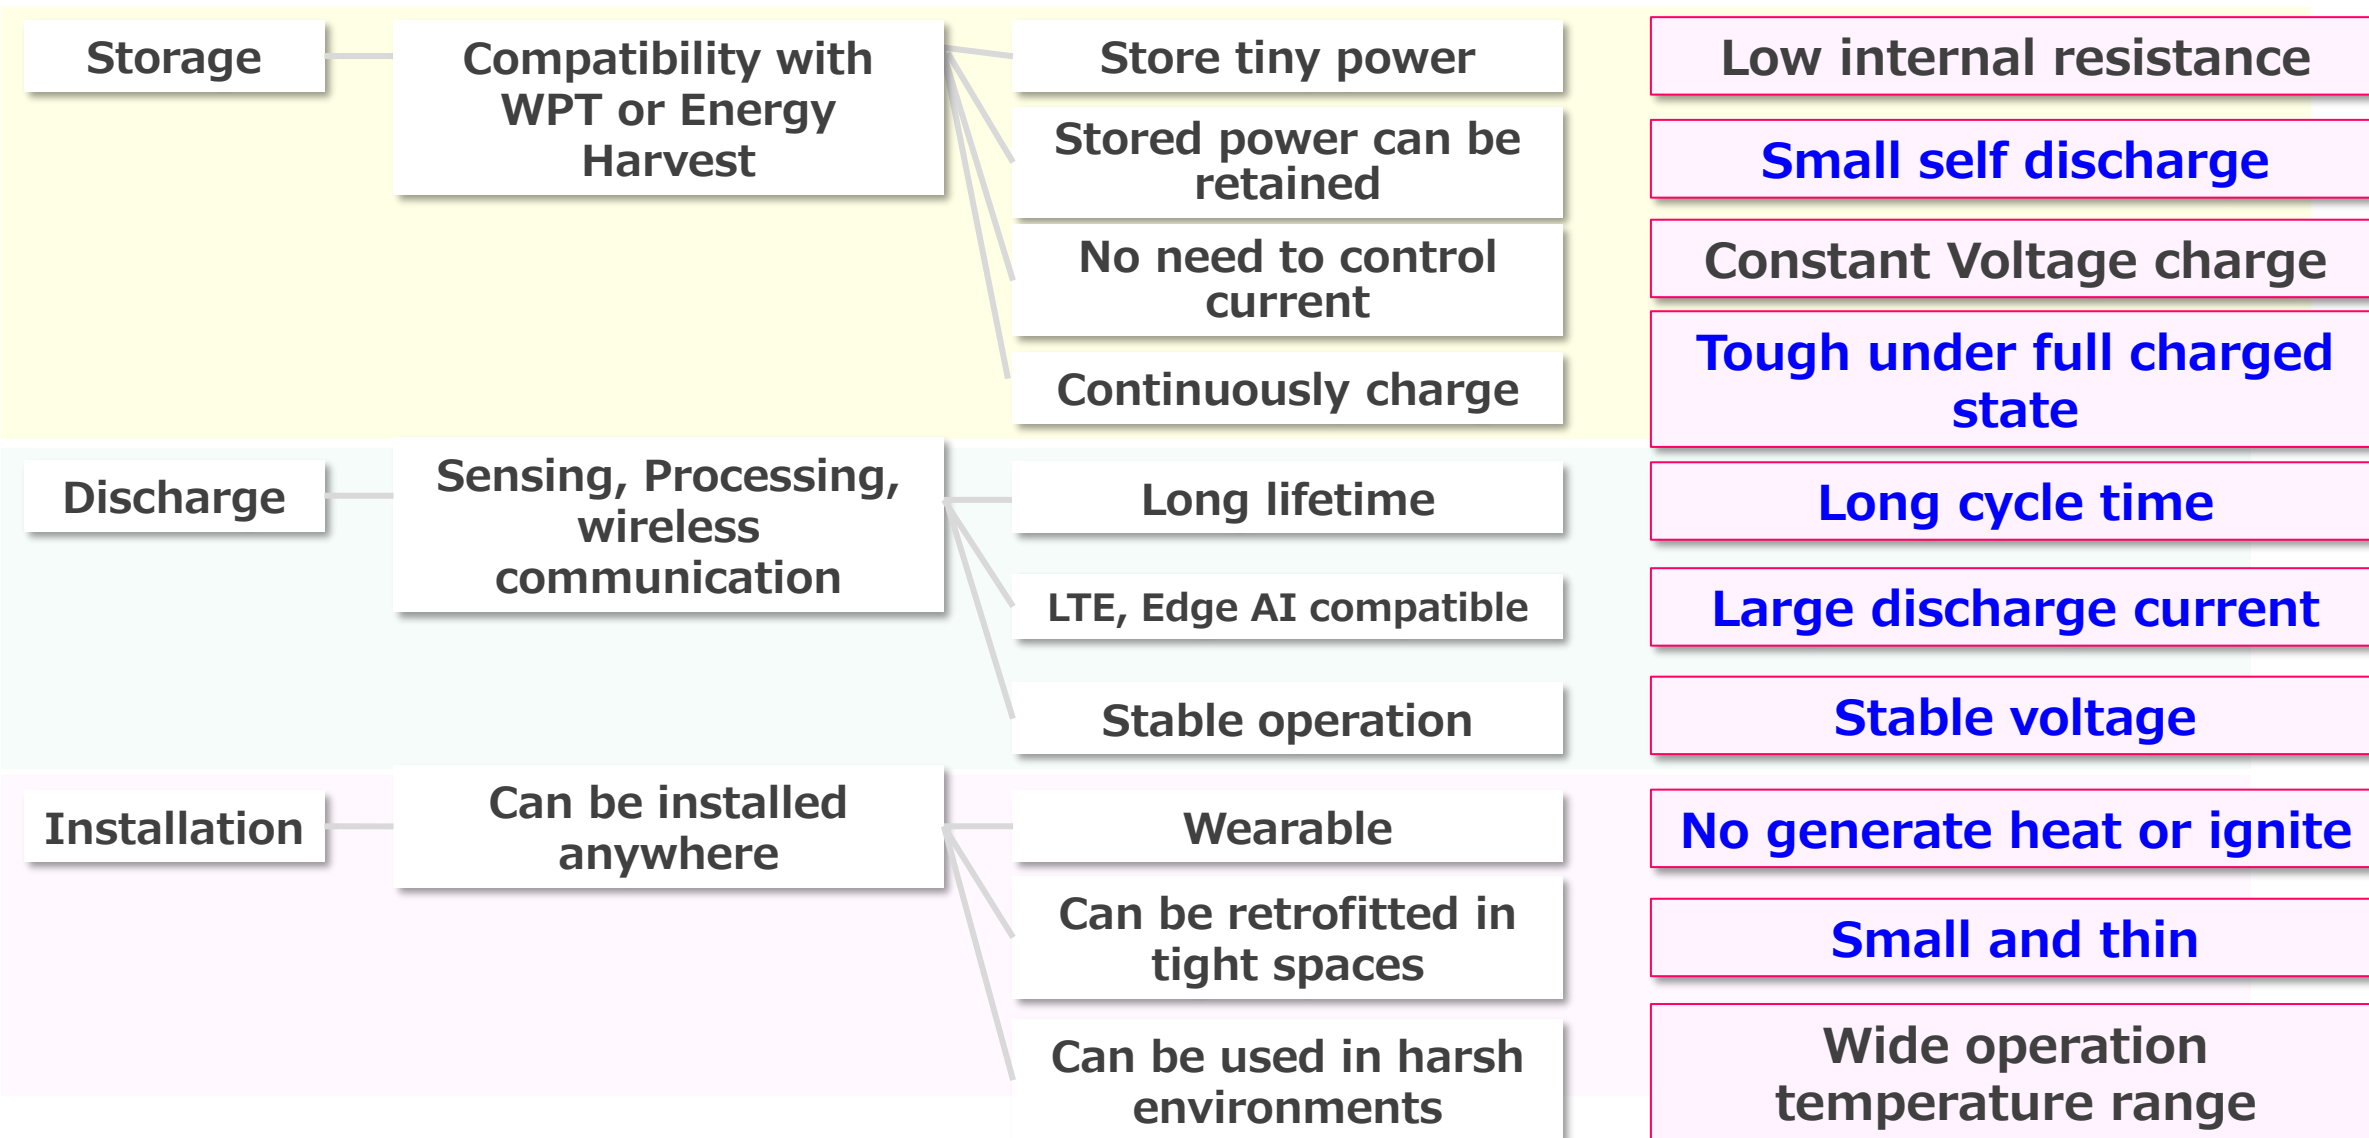 Storage
Compatibility with
WPT or Energy
Harvest
Store tiny power
Low internal resistance
Stored power can be
retained
Small self discharge
No need to control
current
Constant Voltage charge
Continuously charge
Tough under full charged
state
Discharge
Sensing, Processing,
wireless
communication
Long lifetime
Long cycle time
LTE, Edge AI compatible
Large discharge current
Stable operation
Stable voltage
Installation
Can be installed
anywhere
Wearable
No generate heat or ignite
Can be retrofitted in
tight spaces
Small and thin
Can be used in harsh
environments
Wide operation
temperature range